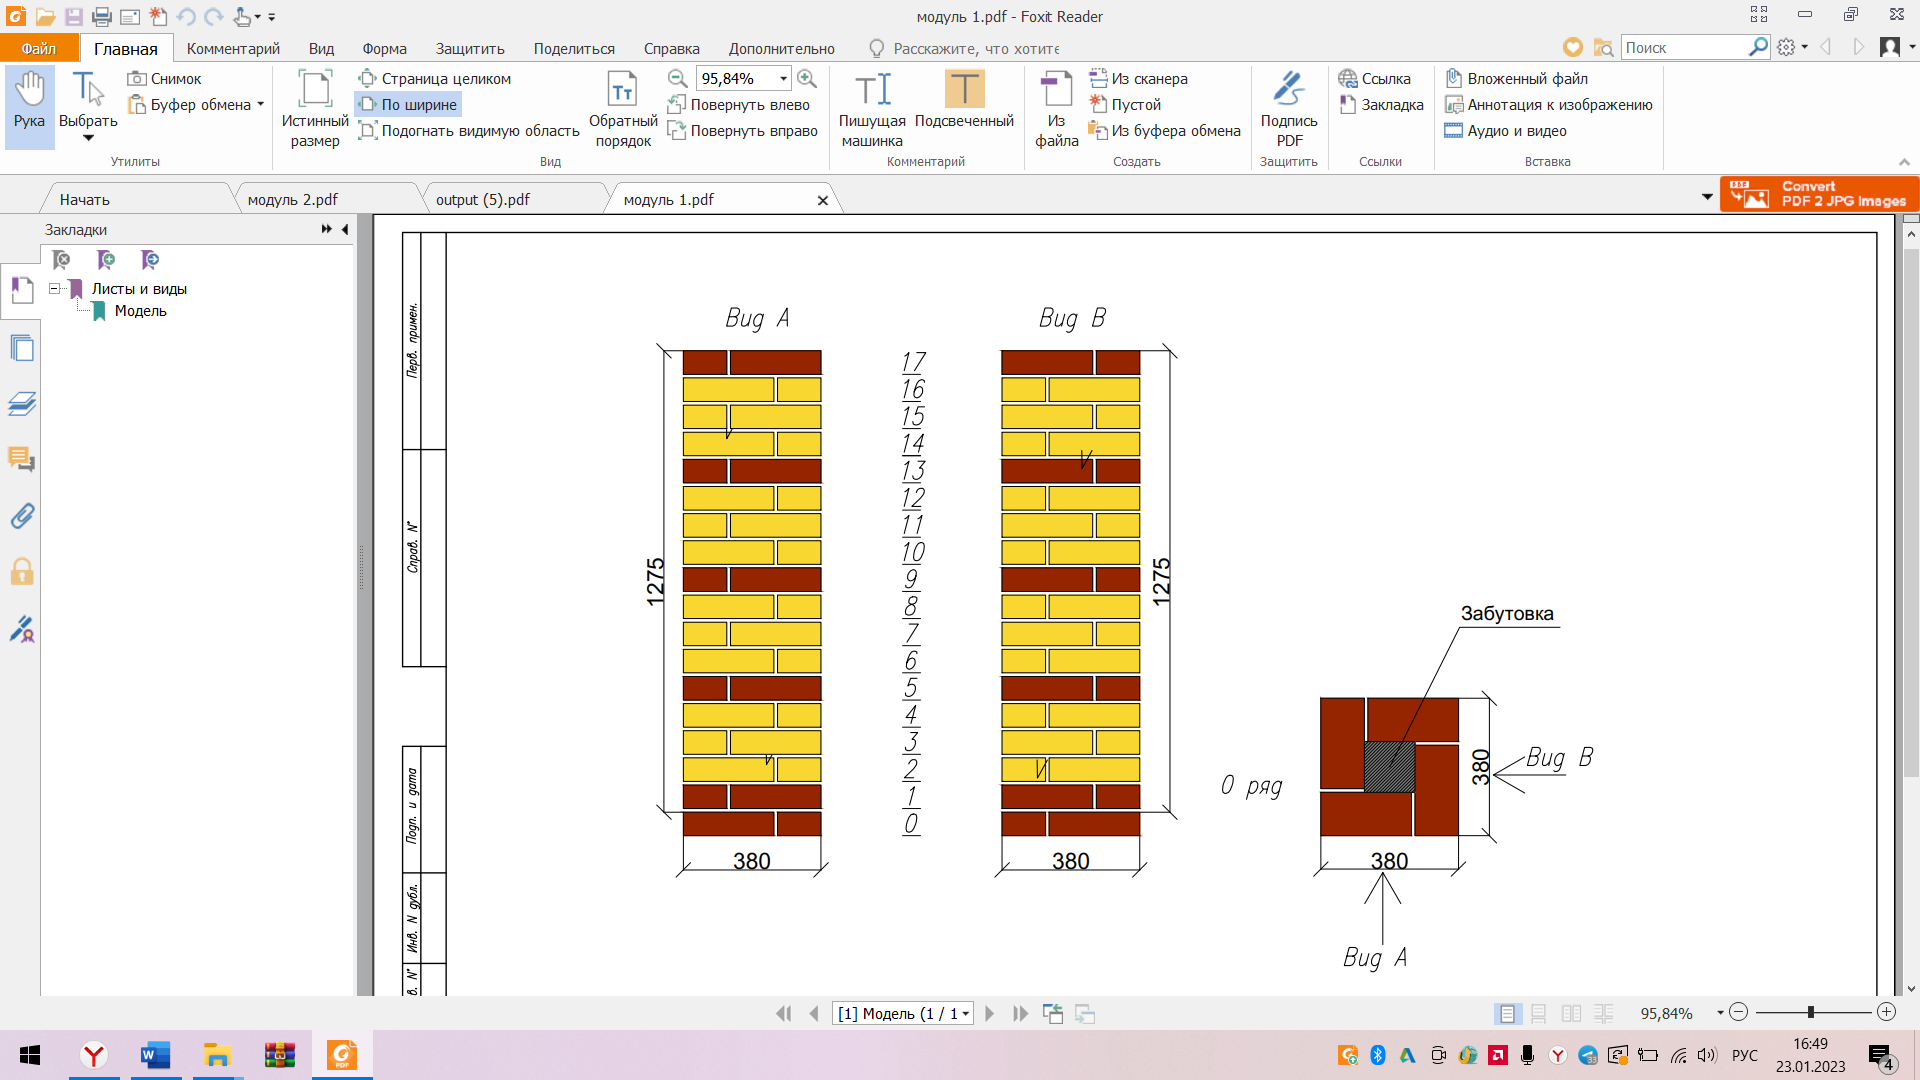 модуль 1.pdf - Foxit Reader
Файл
Главная
Комментарий
Вид
Форма
Защитить
Поделиться
Справка
Дополнительно
Расскажите, что хотите
Поиск
Рука
Выбрать
Снимок
Буфер обмена
Утилиты
Истинный размер
Страница целиком
По ширине
Подогнать видимую область
Обратный порядок
95,84%
Повернуть влево
Повернуть вправо
Вид
Пишущая машинка
Подсвеченный
Комментарий
Из файла
Из сканера
Пустой
Из буфера обмена
Создать
Подпись PDF
Защитить
Ссылка
Закладка
Ссылки
Вложенный файл
Аннотация к изображению
Аудио и видео
Вставка
Начать
модуль 2.pdf
output (5).pdf
модуль 1.pdf
Convert
PDF 2 JPG Images
Закладки
Листы и виды
Модель
Перв. примен.
Справ. N°
Подп. и дата
Инв. N дубл.
Вид А
Вид В
17
16
15
14
13
12
11
10
9
8
7
6
5
4
3
2
1
0
1275
1275
380
380
Забутовка
0 ряд
380
380
Вид В
Вид А
[1] Модель (1 / 1
95,84%
16:49
РУС
23.01.2023
4